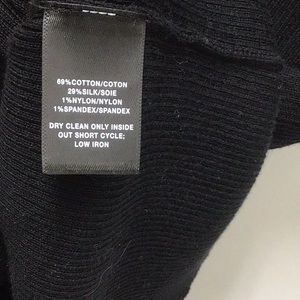 69%COTTON/COTON
29%SILK/SOIE
1%NYLON/NYLON
1%SPANDEX/SPANDEX
DRY CLEAN ONLY INSIDE
OUT SHORT CYCLE;
LOW IRON